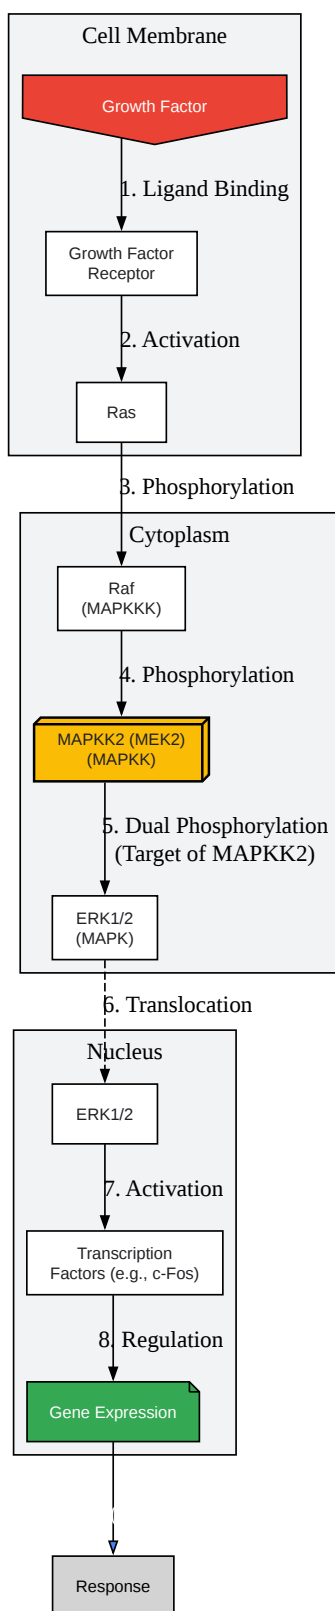 Cell Membrane
Growth Factor
1. Ligand Binding
Growth Factor
Receptor
2. Activation
Ras
3. Phosphorylation
Cytoplasm
Raf
(MAPKKK)
4. Phosphorylation
MAPKK2 (MEK2)
(MAPKK)
5. Dual Phosphorylation
(Target of MAPKK2)
ERK1/2
(MAPK)
6. Translocation
Nucleus
ERK1/2
7. Activation
Transcription
Factors (e.g., c-Fos)
8. Regulation
Gene Expression
Response